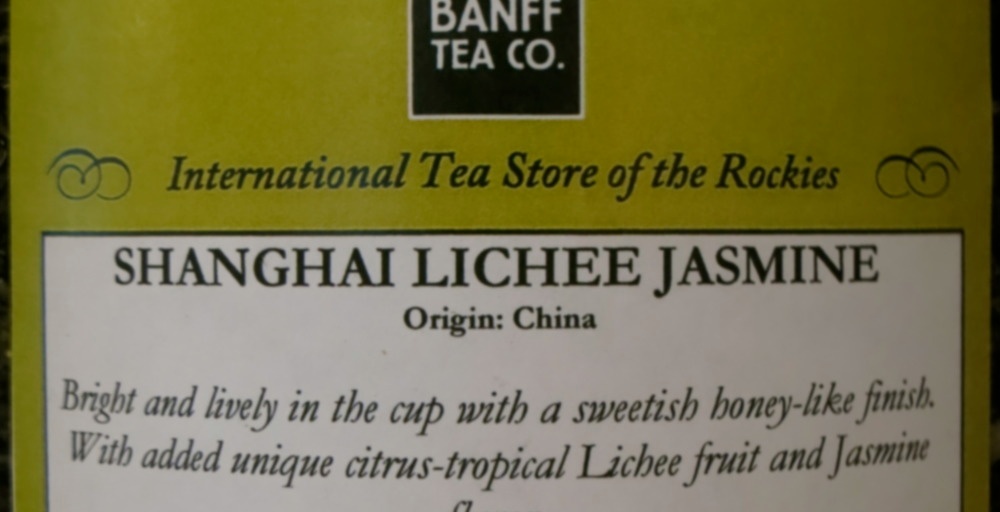 BANFF
TEA CO.
International Tea Store of the Rockies
SHANGHAI LICHEE JASMINE
Origin: China
Bright and lively in the cup with a sweetish honey-like finish.
With added unique citrus-tropical Lichee fruit and Jasmine